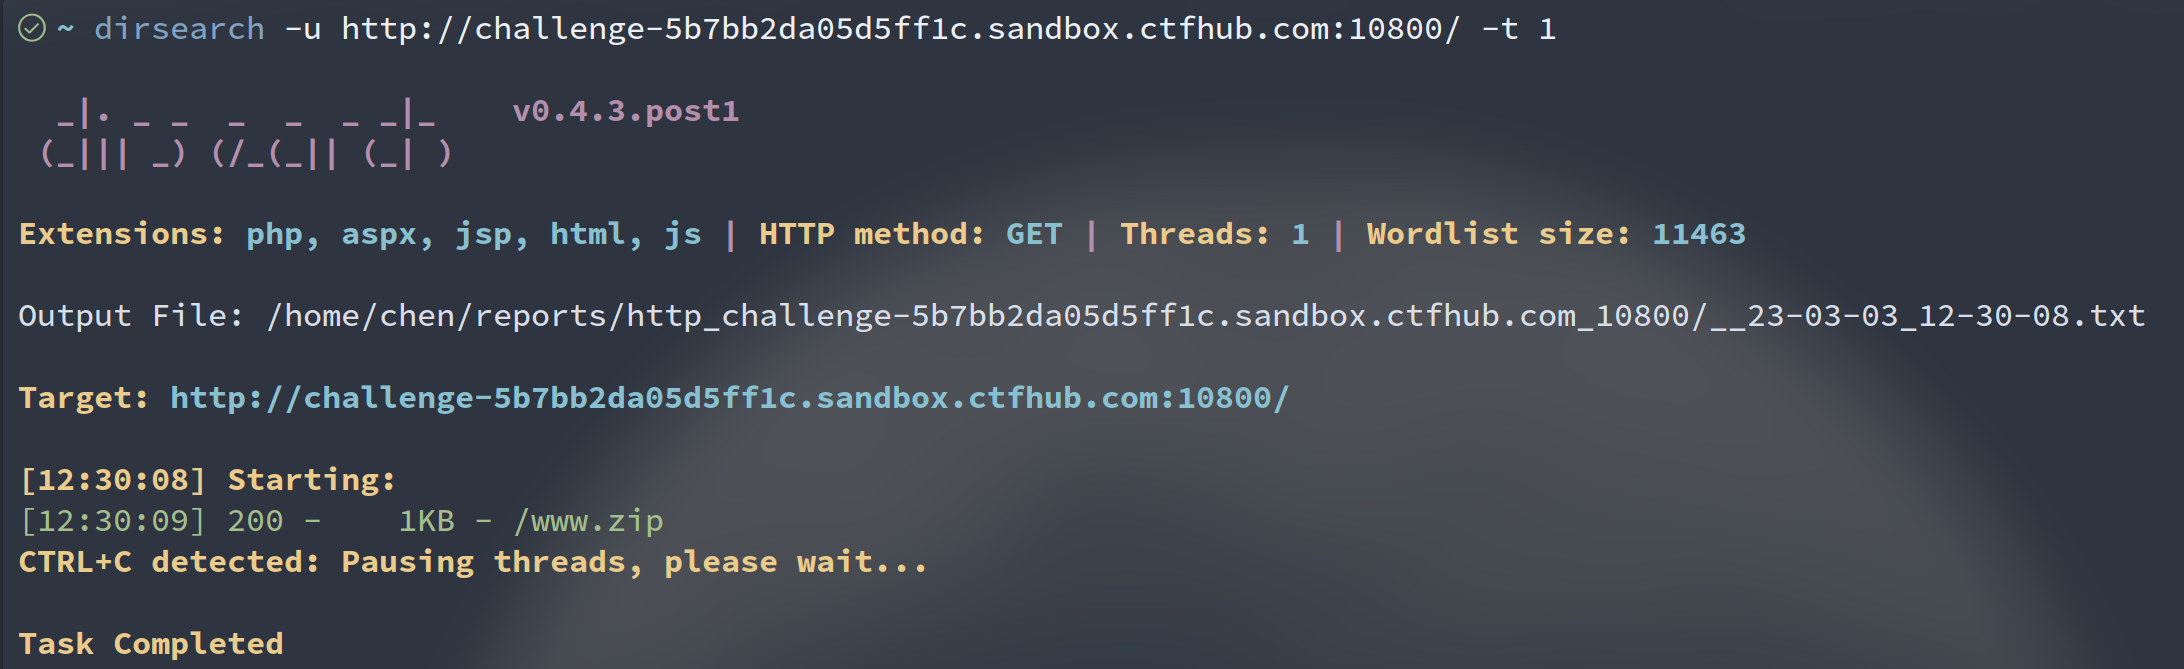 ~ dirsearch -u http://challenge-5b7bb2da05d5ff1c.sandbox.ctfhub.com:10800/ -t 1
_|. _ _  _  _  _ _|_    v0.4.3.post1
(_||| _) (/_(_|| (_| )
Extensions: php, aspx, jsp, html, js | HTTP method: GET | Threads: 1 | Wordlist size: 11463
Output File: /home/chen/reports/http_challenge-5b7bb2da05d5ff1c.sandbox.ctfhub.com_10800/__23-03-03_12-30-08.txt
Target: http://challenge-5b7bb2da05d5ff1c.sandbox.ctfhub.com:10800/
[12:30:08] Starting:
[12:30:09] 200 -    1KB - /www.zip
CTRL+C detected: Pausing threads, please wait...
Task Completed